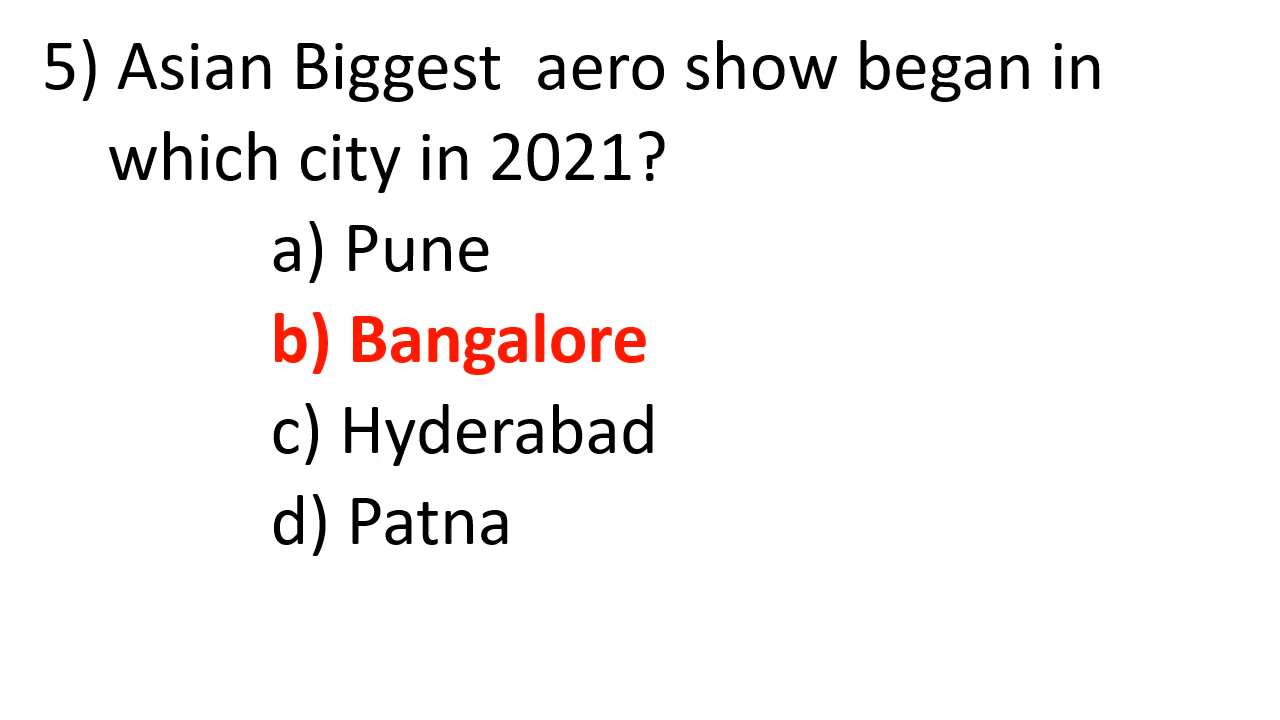 5) Asian Biggest  aero show began in
which city in 2021?
a) Pune
b) Bangalore
c) Hyderabad
d) Patna